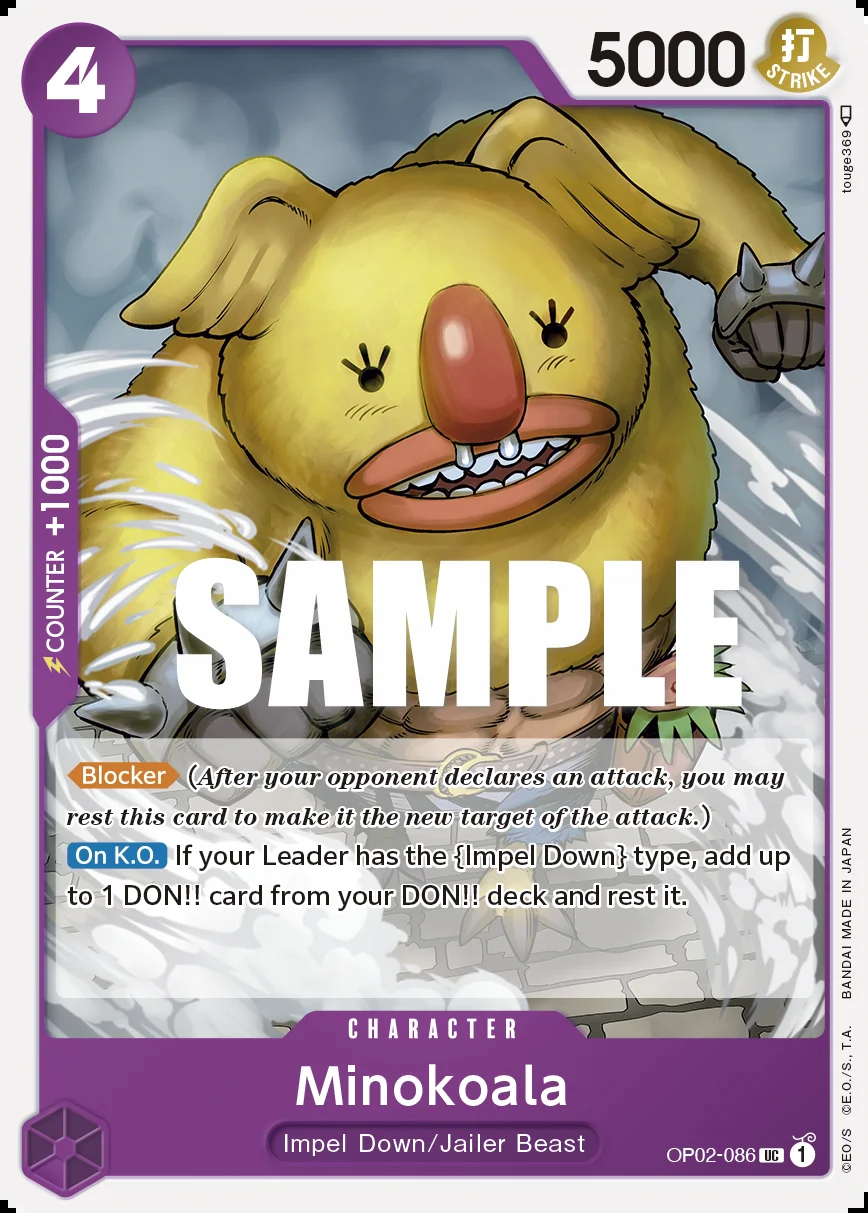 4
5000
打
STRIKE
touge369
COUNTER +1000
SAMPLE
Blocker (After your opponent declares an attack, you may
rest this card to make it the new target of the attack.)
On K.O. If your Leader has the {Impel Down} type, add up
to 1 DON!! card from your DON!! deck and rest it.
CHARACTER
Minokoala
Impel Down/Jailer Beast
OP02-086 UC 1
©EO/S ©E.O./S., T.A. BANDAI MADE IN JAPAN